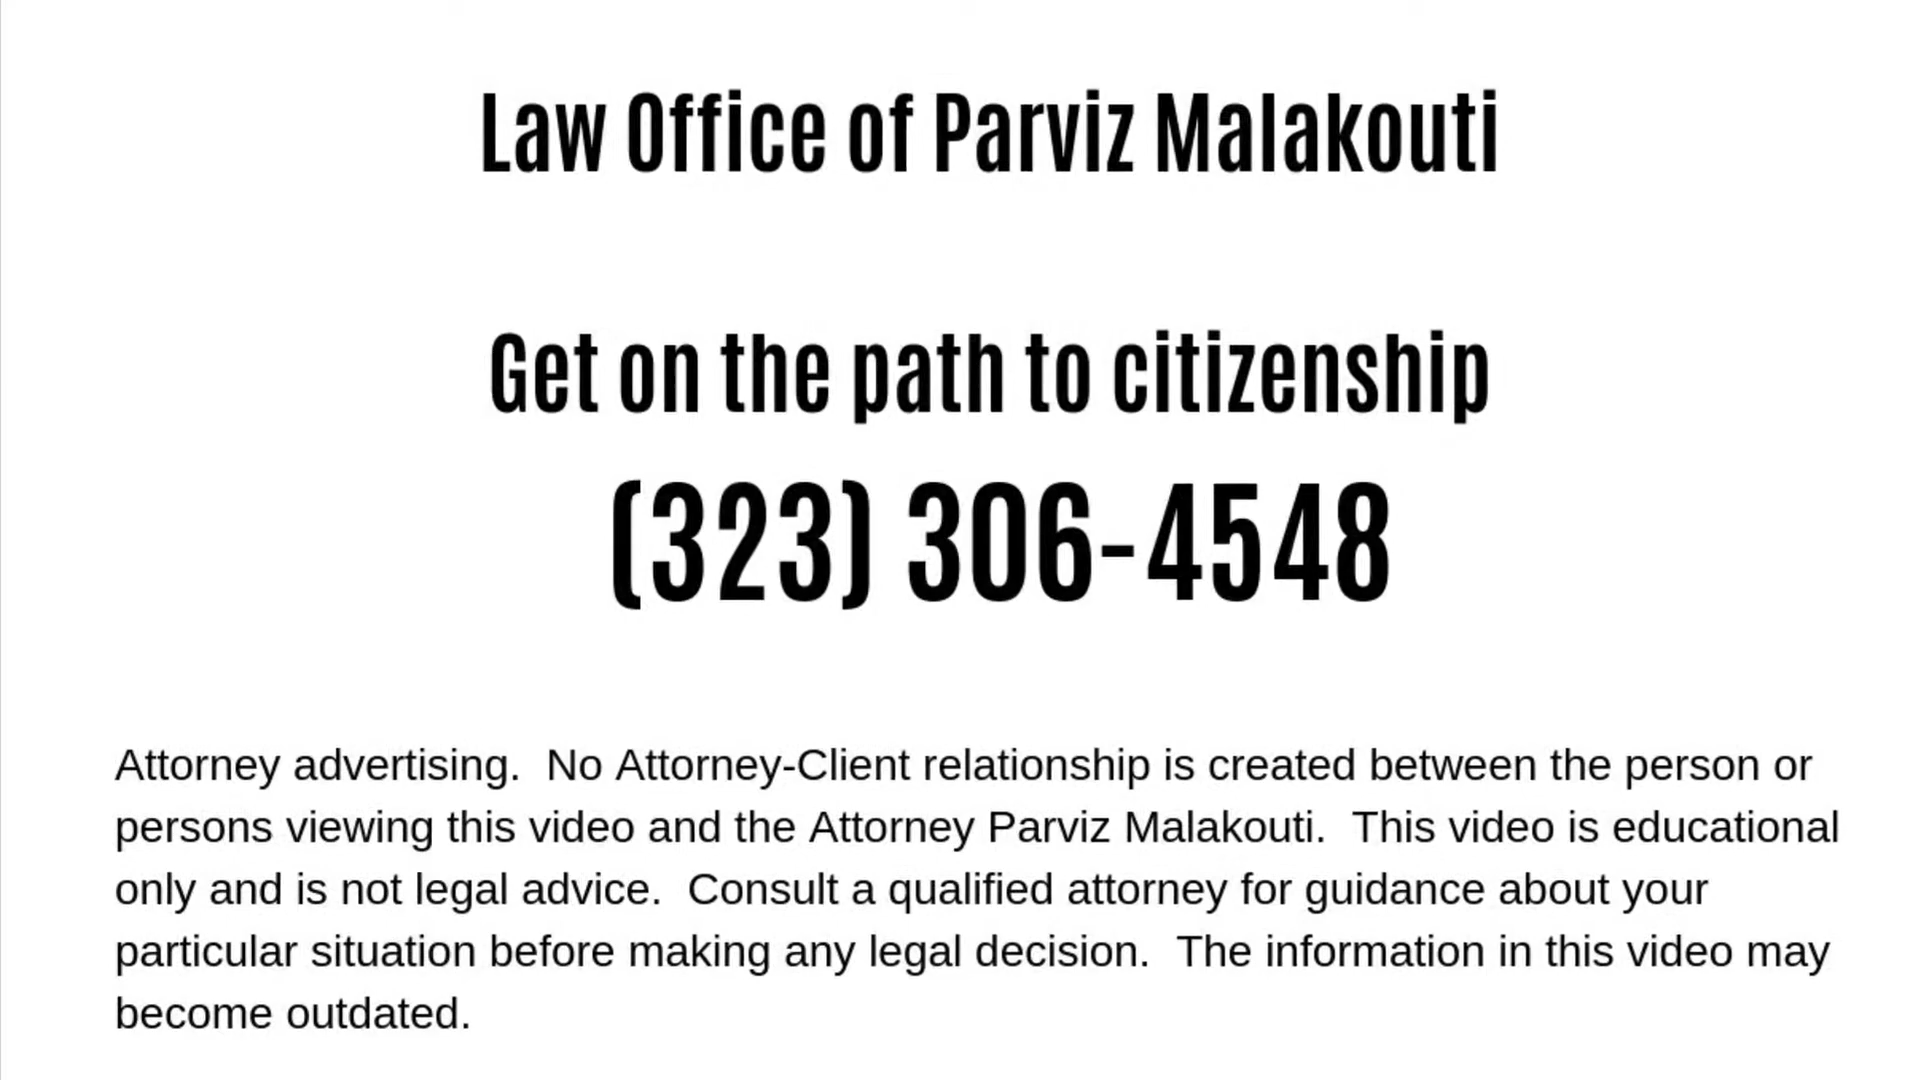 Law Office of Parviz Malakouti
Get on the path to citizenship
(323) 306-4548
Attorney advertising.  No Attorney-Client relationship is created between the person or
persons viewing this video and the Attorney Parviz Malakouti.  This video is educational
only and is not legal advice.  Consult a qualified attorney for guidance about your
particular situation before making any legal decision.  The information in this video may
become outdated.